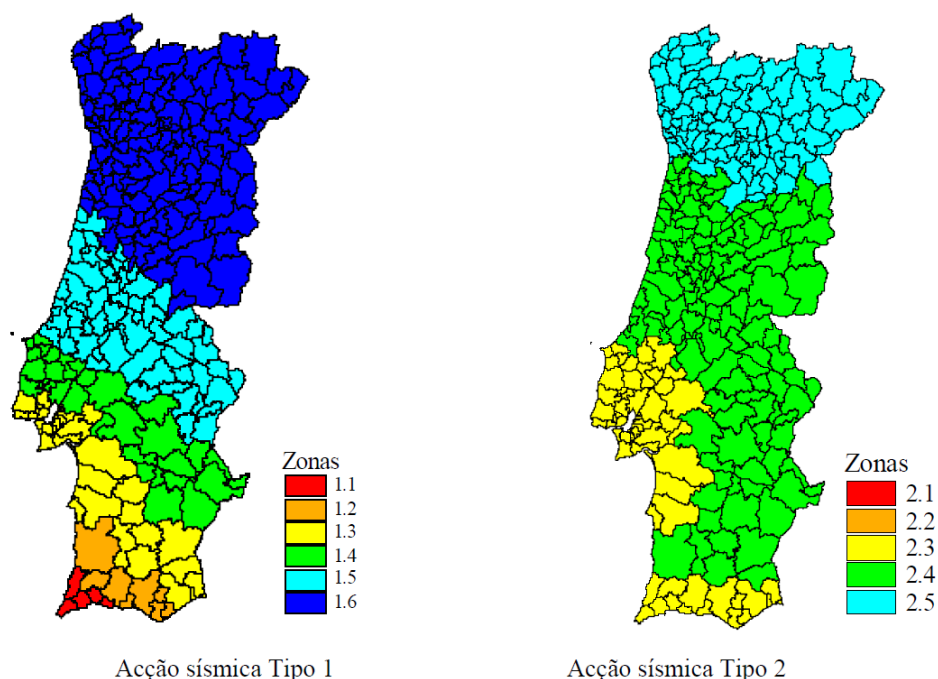 Zonas
1.1
1.2
1.3
1.4
1.5
1.6
Acção sísmica Tipo 1
Zonas
2.1
2.2
2.3
2.4
2.5
Acção sísmica Tipo 2